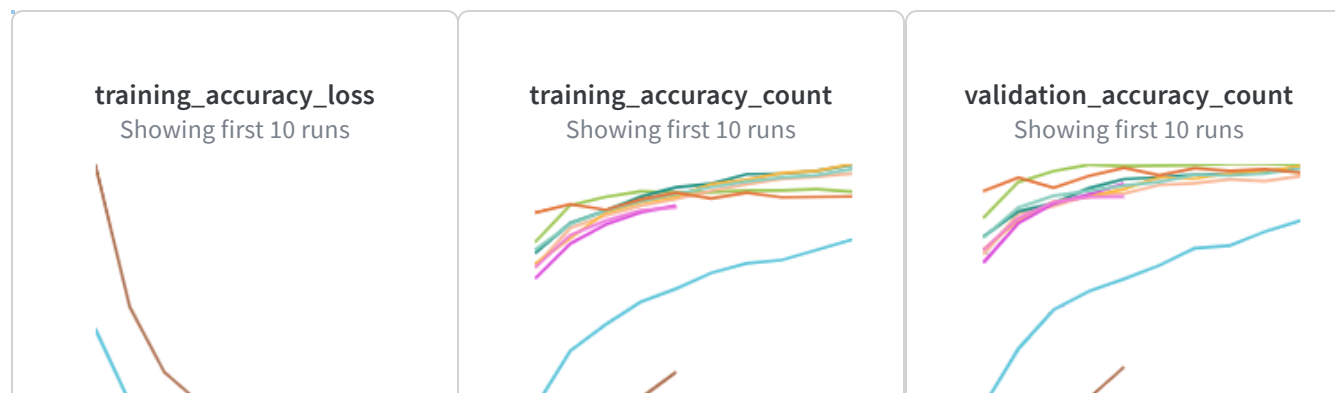 training_accuracy_loss
Showing first 10 runs
training_accuracy_count
Showing first 10 runs
validation_accuracy_count
Showing first 10 runs